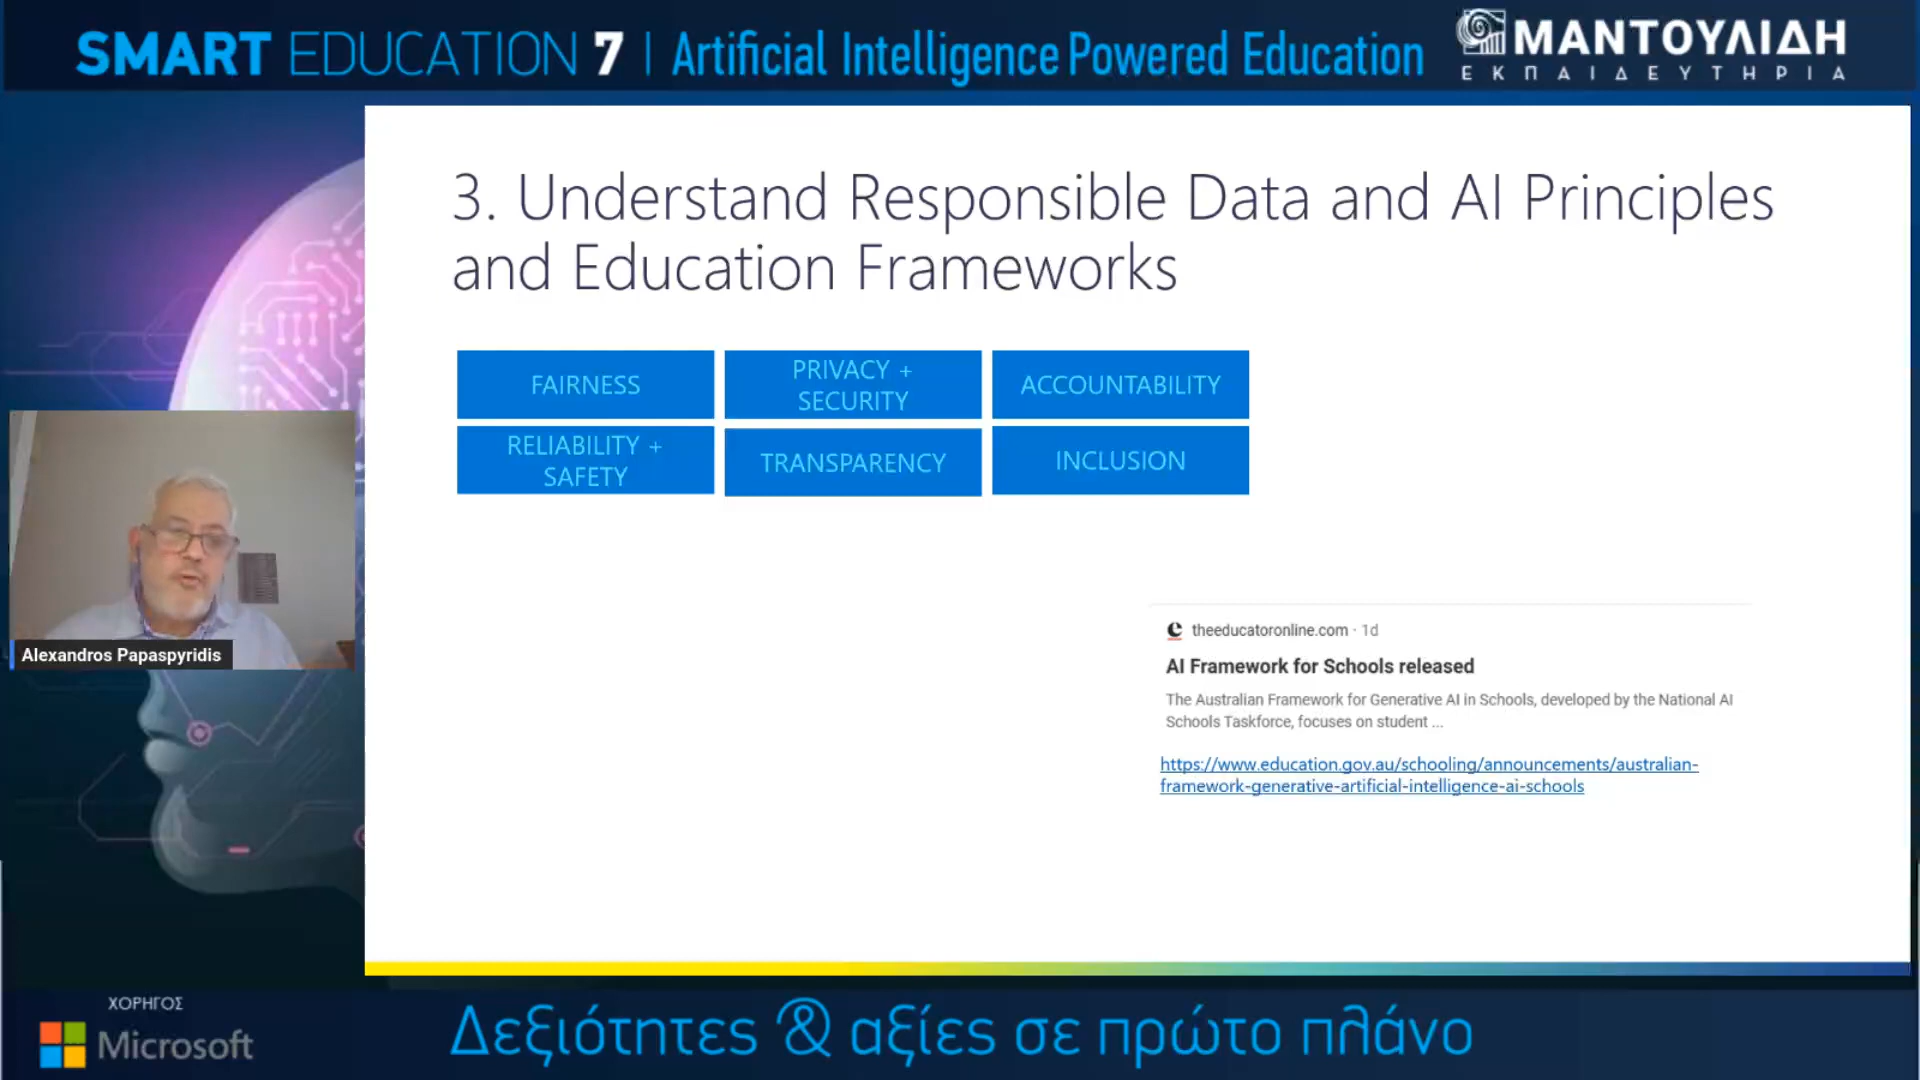 SMART EDUCATION 7 | Artificial Intelligence Powered Education
ΜΑΝΤΟΥΛΙΔΗ
ΕΚΠΑΙΔΕΥΤΗΡΙΑ
3. Understand Responsible Data and AI Principles
and Education Frameworks
FAIRNESS
PRIVACY +
SECURITY
ACCOUNTABILITY
RELIABILITY +
SAFETY
TRANSPARENCY
INCLUSION
theeducatoronline.com · 1d
AI Framework for Schools released
The Australian Framework for Generative AI in Schools, developed by the National AI
Schools Taskforce, focuses on student ...
https://www.education.gov.au/schooling/announcements/australian-
framework-generative-artificial-intelligence-ai-schools
Alexandros Papaspyridis
ΧΟΡΗΓΟΣ
Microsoft
Δεξιότητες & αξίες σε πρώτο πλάνο